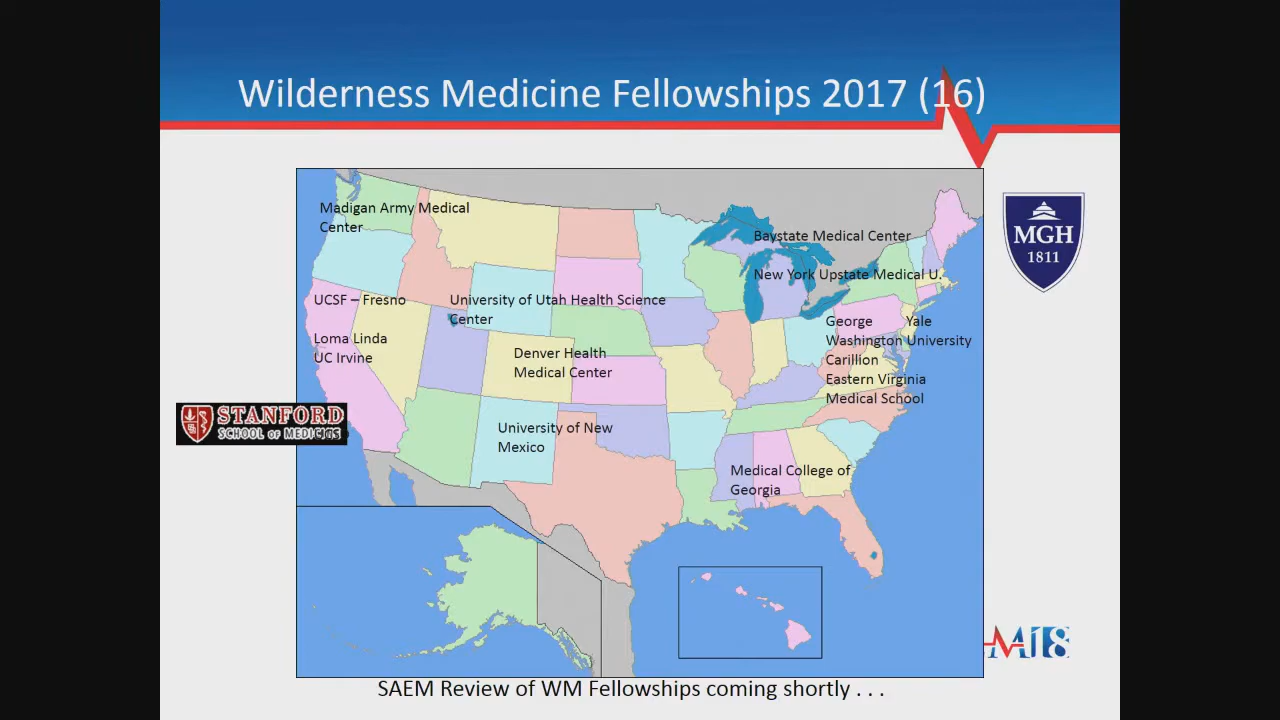 Wilderness Medicine Fellowships 2017 (16)
Madigan Army Medical
Center
Baystate Medical Center
MGH
1811
New York Upstate Medical U.
UCSF – Fresno
University of Utah Health Science
Center
George
Yale
Washington University
Loma Linda
UC Irvine
Denver Health
Medical Center
Carillion
Eastern Virginia
Medical School
STANFORD
SCHOOL OF MEDICINE
University of New
Mexico
Medical College of
Georgia
SAEM Review of WM Fellowships coming shortly . . .